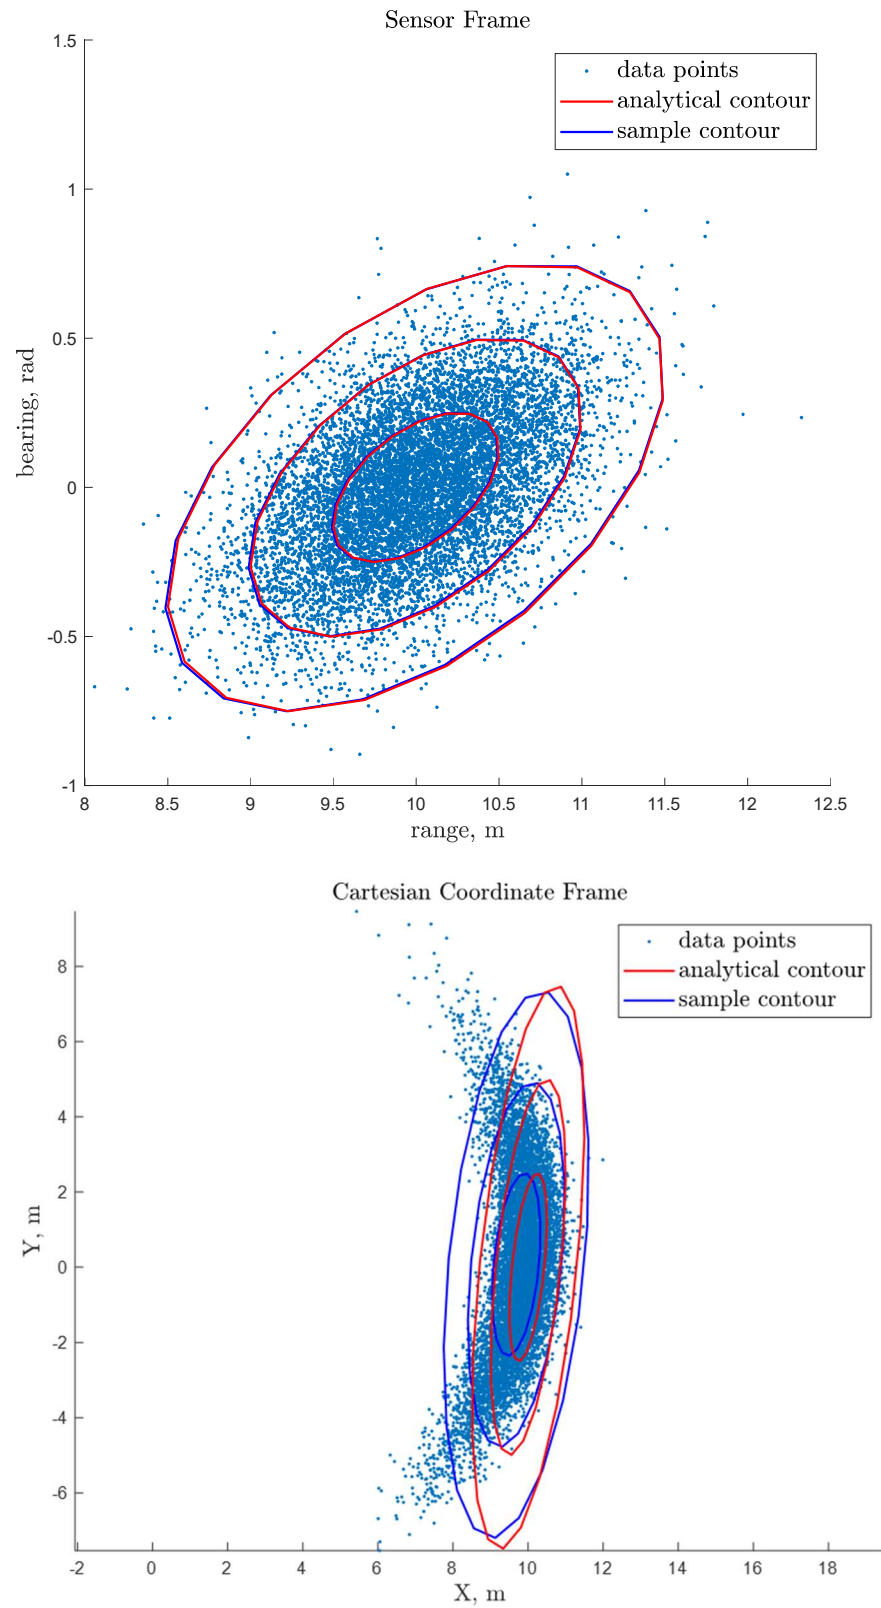 Sensor Frame
1.5
data points
analytical contour
sample contour
1
0.5
0
-0.5
-1
bearing, rad
8 8.5 9 9.5 10 10.5 11 11.5 12 12.5
range, m
Cartesian Coordinate Frame
data points
analytical contour
sample contour
8
6
4
2
0
-2
-4
-6
Y, m
-2 0 2 4 6 8 10 12 14 16 18
X, m